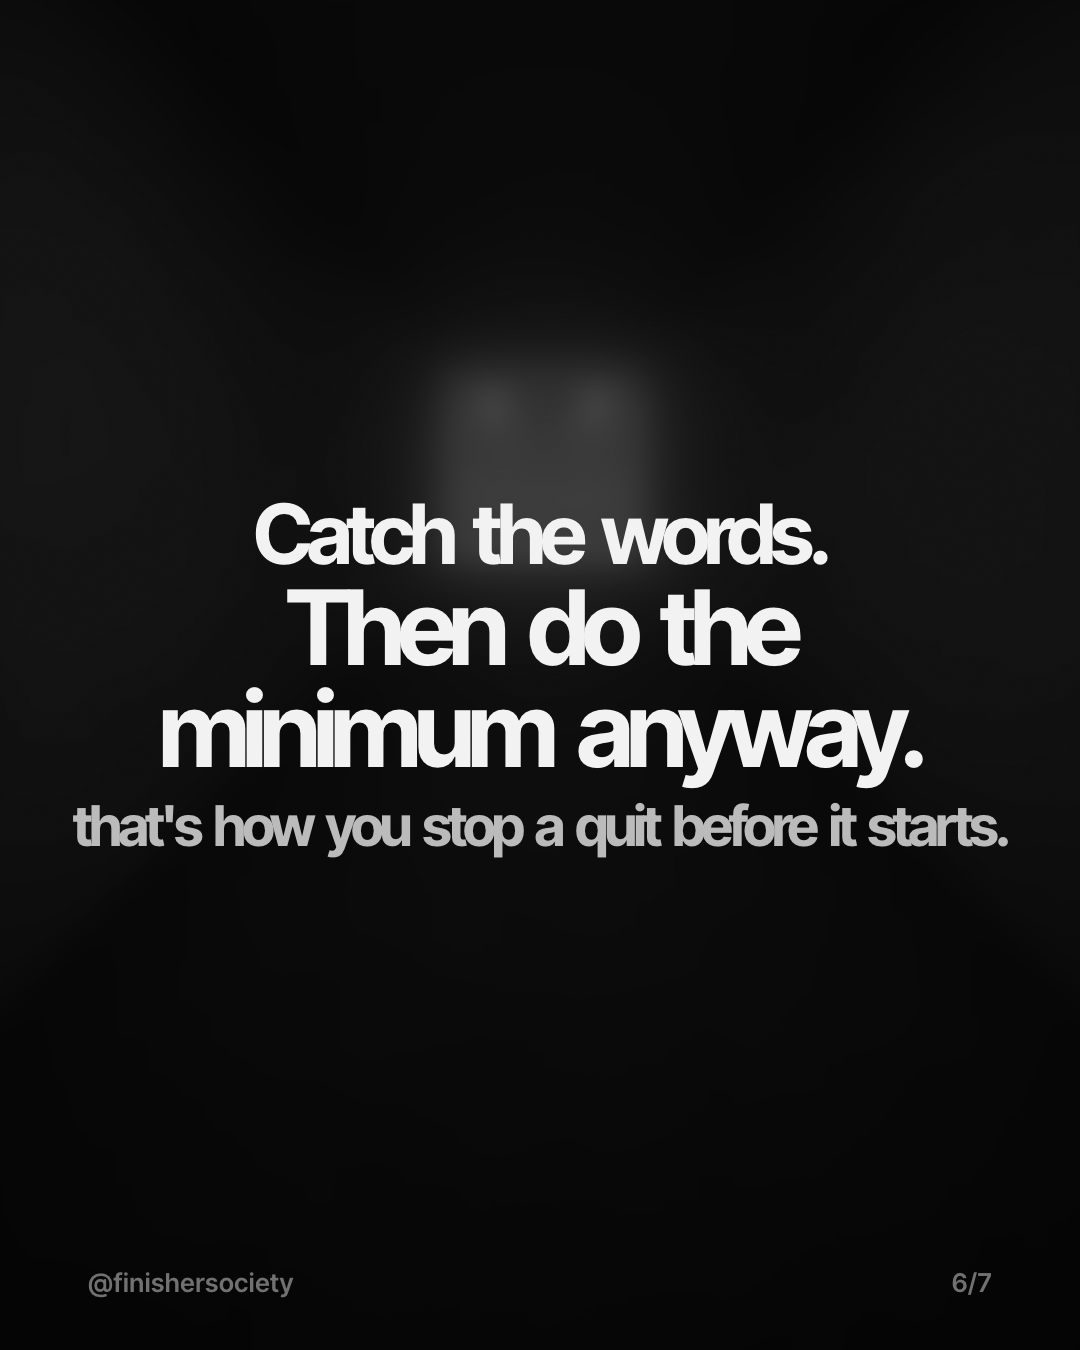 Catch the words.
Then do the
minimum anyway.
that's how you stop a quit before it starts.
@finishersociety
6/7